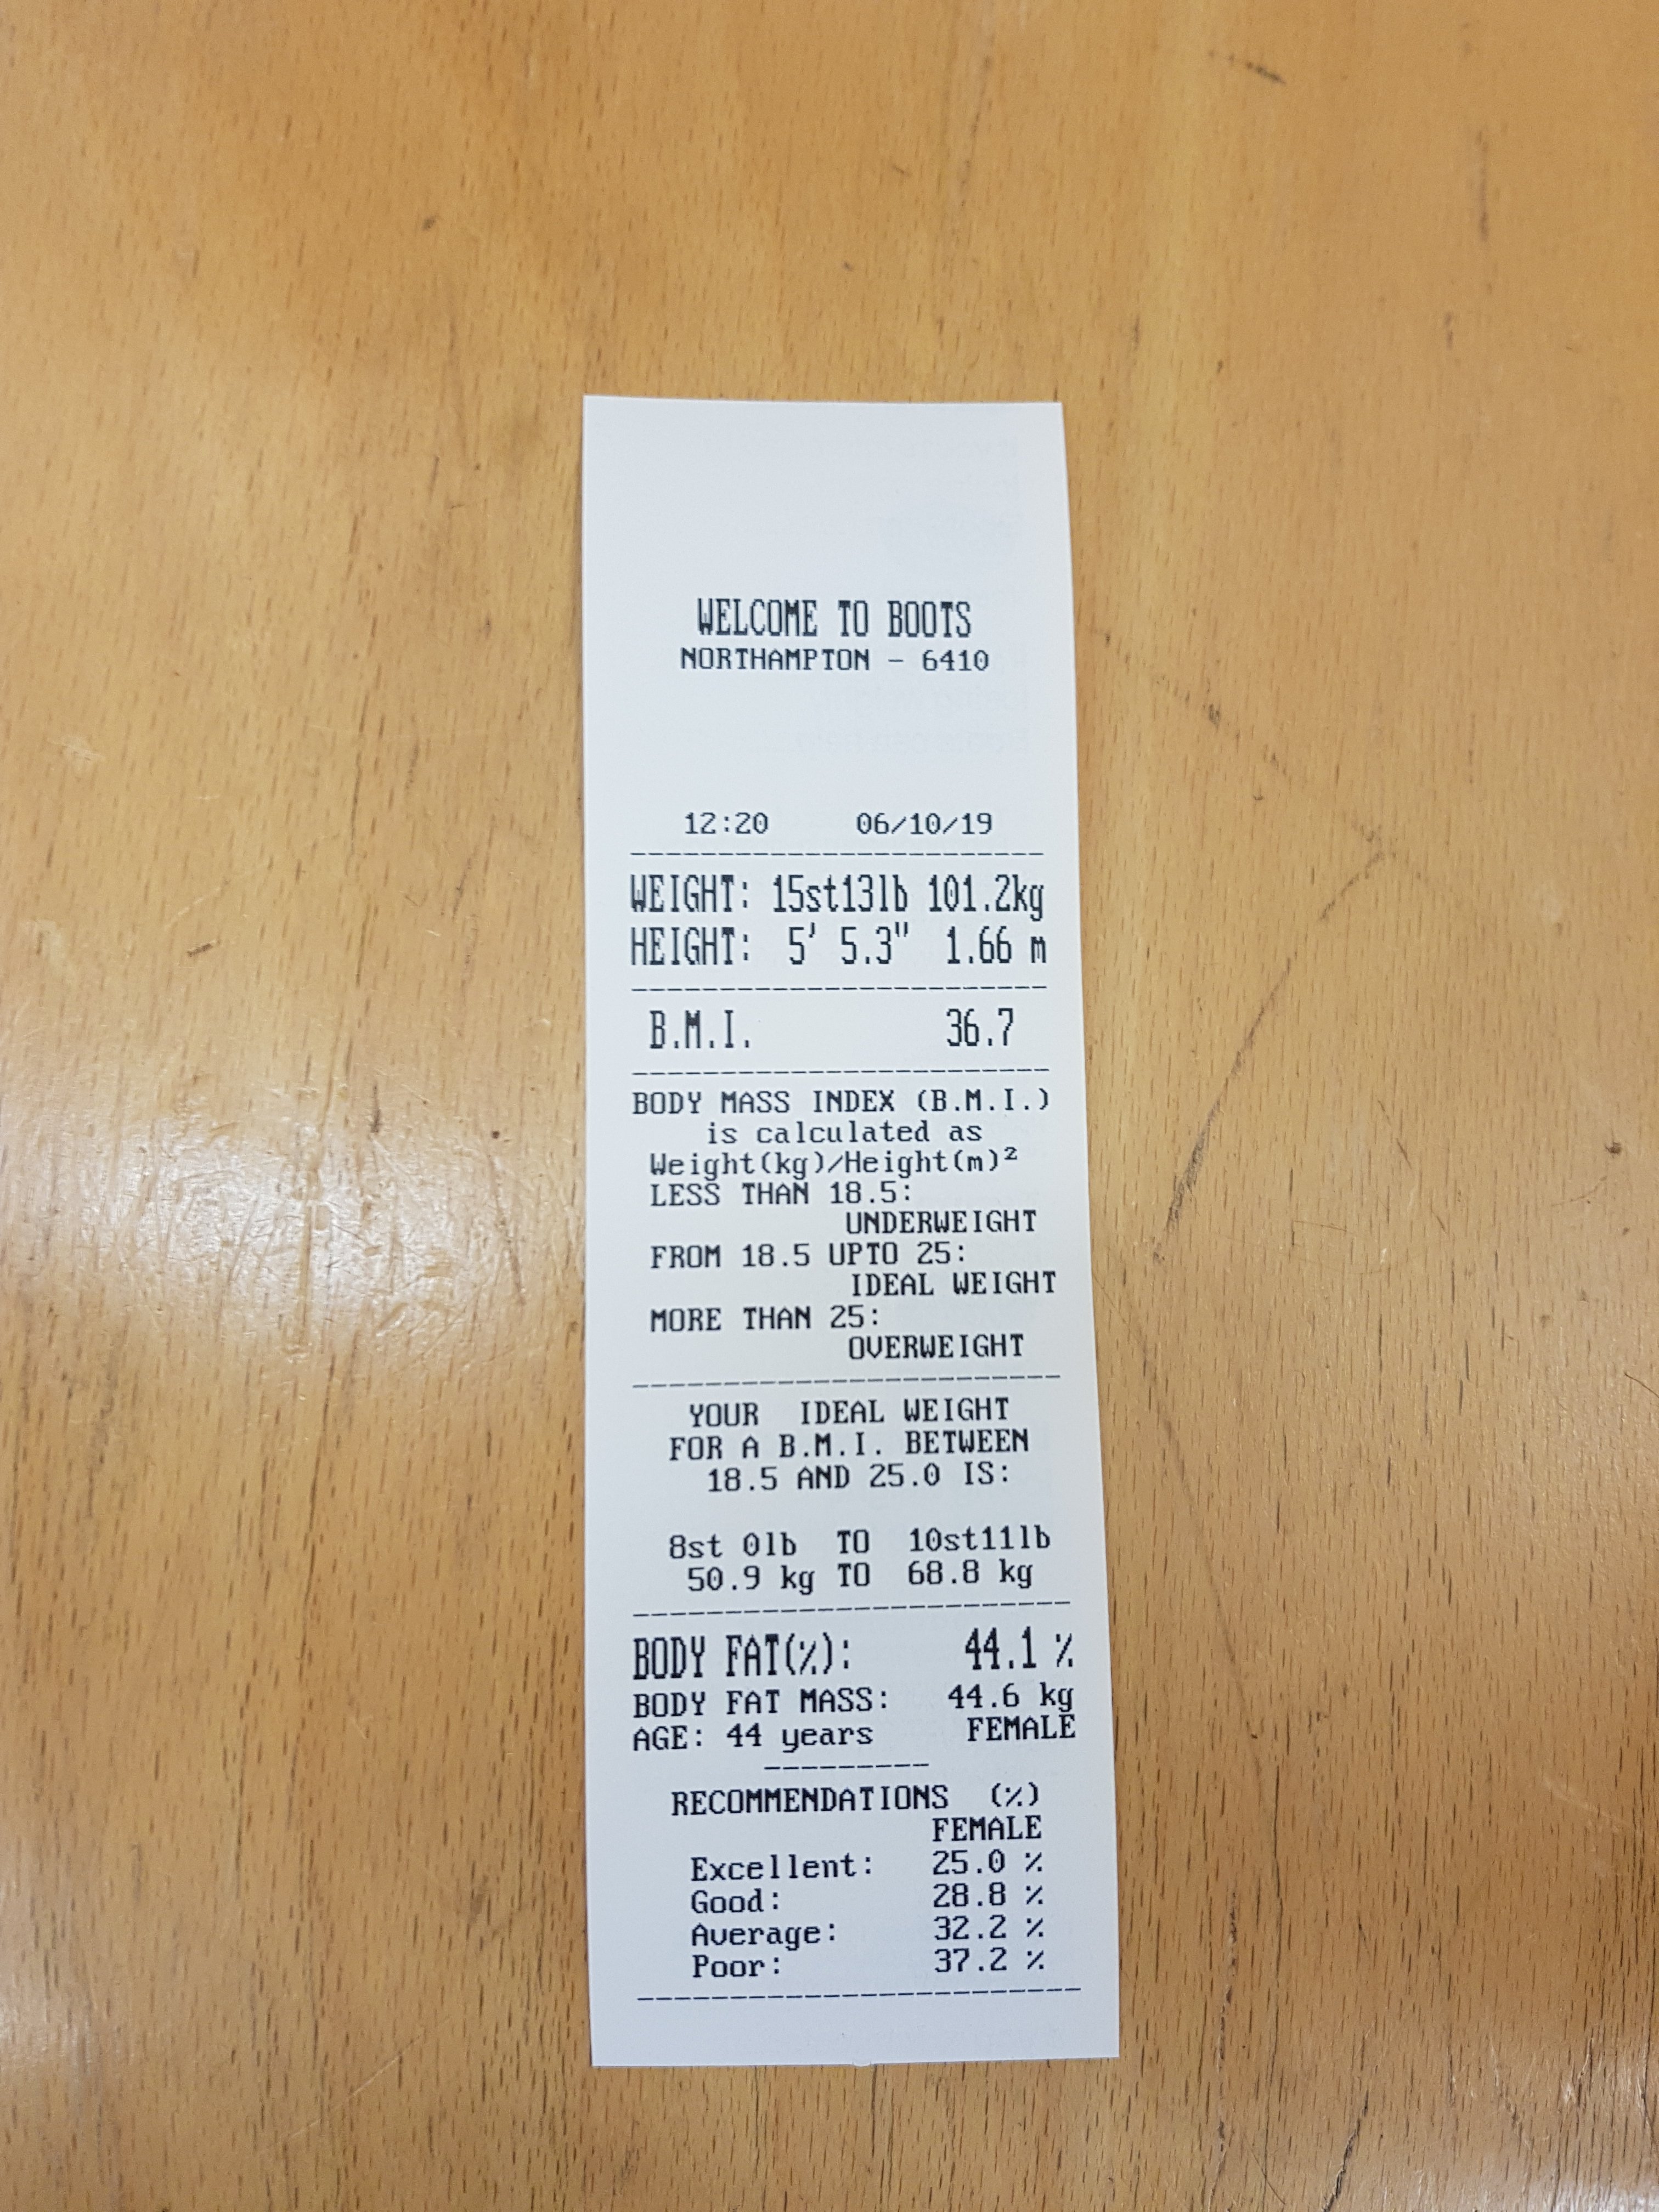 WELCOME TO BOOTS
NORTHAMPTON - 6410
12:20 06/10/19
WEIGHT: 15st13lb 101.2kg
HEIGHT: 5' 5.3" 1.66 m
B.M.I. 36.7
BODY MASS INDEX (B.M.I.)
is calculated as
Weight(kg)/Height(m)²
LESS THAN 18.5:
UNDERWEIGHT
FROM 18.5 UPTO 25:
IDEAL WEIGHT
MORE THAN 25:
OVERWEIGHT
YOUR IDEAL WEIGHT
FOR A B.M.I. BETWEEN
18.5 AND 25.0 IS:
8st 0lb TO 10st11lb
50.9 kg TO 68.8 kg
BODY FAT(%): 44.1 %
BODY FAT MASS: 44.6 kg
AGE: 44 years FEMALE
RECOMMENDATIONS (%)
FEMALE
Excellent: 25.0 %
Good: 28.8 %
Average: 32.2 %
Poor: 37.2 %